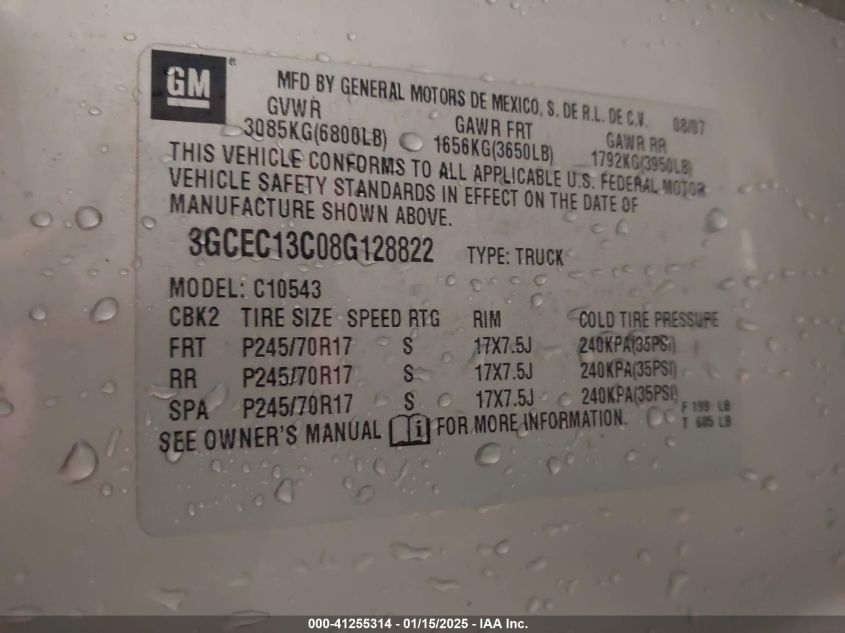 GM
MFD BY GENERAL MOTORS DE MEXICO, S. DE R.L. DE C.V. 08/07
GVWR GAWR FRT GAWR RR
3085KG(6800LB) 1656KG(3650LB) 1792KG(3950LB)
THIS VEHICLE CONFORMS TO ALL APPLICABLE U.S. FEDERAL MOTOR
VEHICLE SAFETY STANDARDS IN EFFECT ON THE DATE OF
MANUFACTURE SHOWN ABOVE.
3GCEC13C08G128822 TYPE: TRUCK
MODEL: C10543
CBK2 TIRE SIZE SPEED RTG RIM COLD TIRE PRESSURE
FRT P245/70R17 S 17X7.5J 240KPA(35PSI)
RR P245/70R17 S 17X7.5J 240KPA(35PSI)
SPA P245/70R17 S 17X7.5J 240KPA(35PSI)
F 199 LB
T 685 LB
SEE OWNER'S MANUAL i FOR MORE INFORMATION.
000-41255314 - 01/15/2025 - IAA Inc.